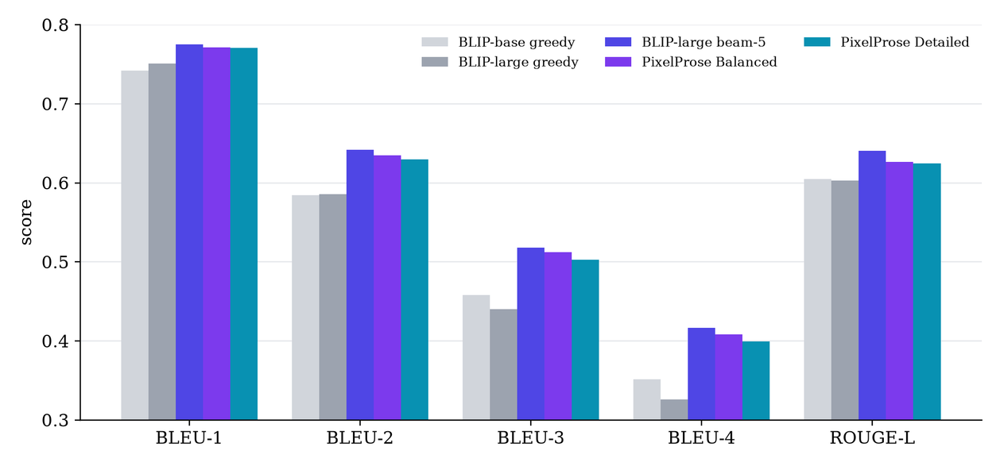 0.8
0.7
0.6
0.5
0.4
0.3
score
BLIP-base greedy
BLIP-large greedy
BLIP-large beam-5
PixelProse Balanced
PixelProse Detailed
BLEU-1
BLEU-2
BLEU-3
BLEU-4
ROUGE-L